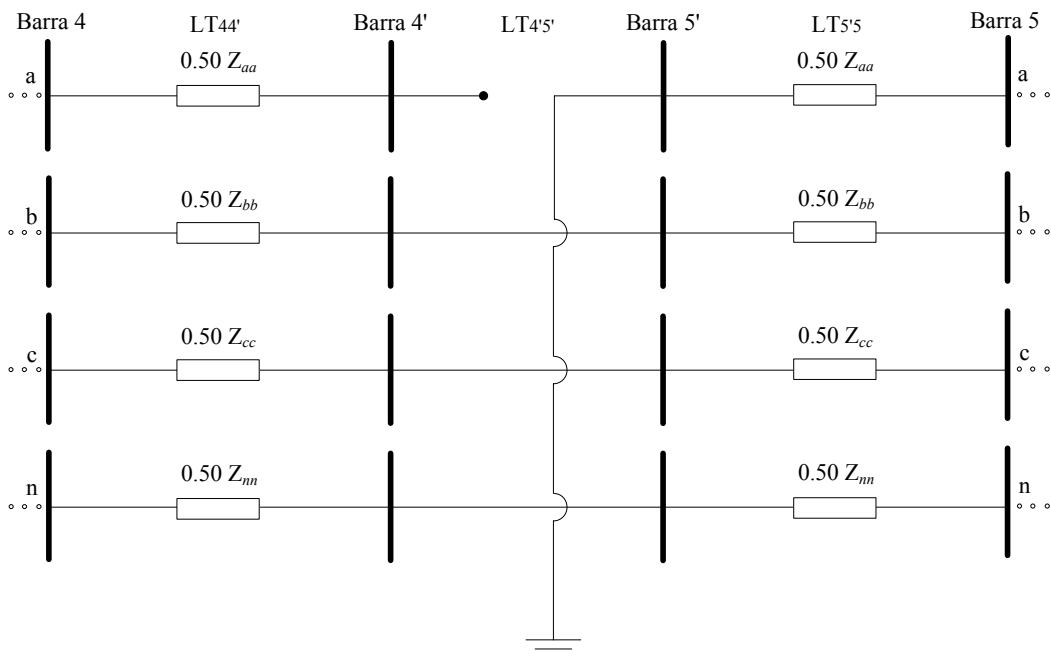 Barra 4 LT44' Barra 4' LT4'5' Barra 5' LT5'5 Barra 5
a 0.50 Zaa 0.50 Zaa a
b 0.50 Zbb 0.50 Zbb b
c 0.50 Zcc 0.50 Zcc c
n 0.50 Znn 0.50 Znn n